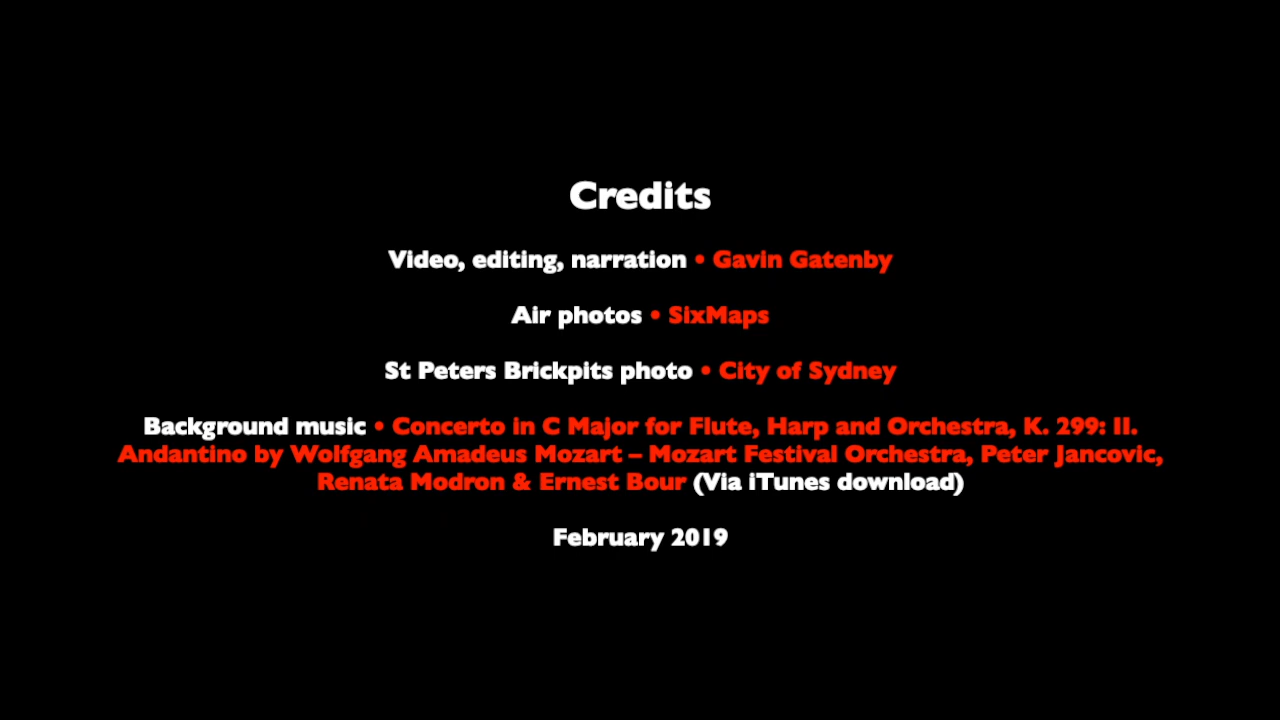 Credits
Video, editing, narration • Gavin Gatenby
Air photos • SixMaps
St Peters Brickpits photo • City of Sydney
Background music • Concerto in C Major for Flute, Harp and Orchestra, K. 299: II.
Andantino by Wolfgang Amadeus Mozart – Mozart Festival Orchestra, Peter Jancovic,
Renata Modron & Ernest Bour (Via iTunes download)
February 2019